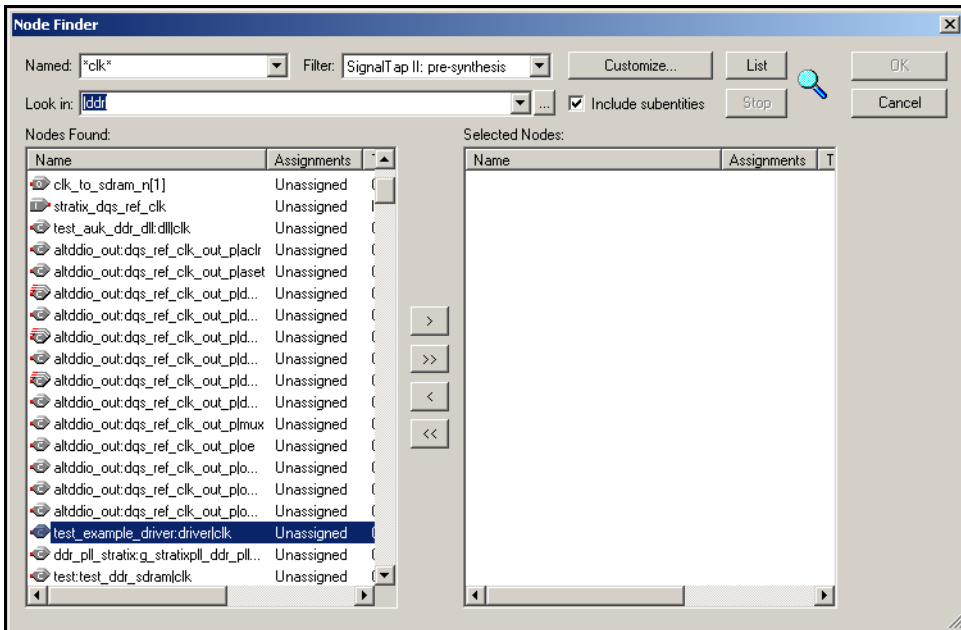 Node Finder
Named: *clk* Filter: SignalTap II: pre-synthesis Customize... List OK
Look in: |ddr ... Include subentities Stop Cancel
Nodes Found: Selected Nodes:
Name Assignments Name Assignments T
clk_to_sdram_n[1] Unassigned
stratix_dqs_ref_clk Unassigned
test_auk_ddr_dll:dll|clk Unassigned
altddio_out:dqs_ref_clk_out_p|aclr Unassigned
altddio_out:dqs_ref_clk_out_p|aset Unassigned
altddio_out:dqs_ref_clk_out_p|d... Unassigned
altddio_out:dqs_ref_clk_out_p|d... Unassigned
altddio_out:dqs_ref_clk_out_p|d... Unassigned
altddio_out:dqs_ref_clk_out_p|d... Unassigned
altddio_out:dqs_ref_clk_out_p|d... Unassigned
altddio_out:dqs_ref_clk_out_p|d... Unassigned
altddio_out:dqs_ref_clk_out_p|mux Unassigned
altddio_out:dqs_ref_clk_out_p|oe Unassigned
altddio_out:dqs_ref_clk_out_p|o... Unassigned
altddio_out:dqs_ref_clk_out_p|o... Unassigned
altddio_out:dqs_ref_clk_out_p|o... Unassigned
test_example_driver:driver|clk Unassigned
ddr_pll_stratix:g_stratixpll_ddr_pll... Unassigned
test:test_ddr_sdram|clk Unassigned
>
>>
<
<<